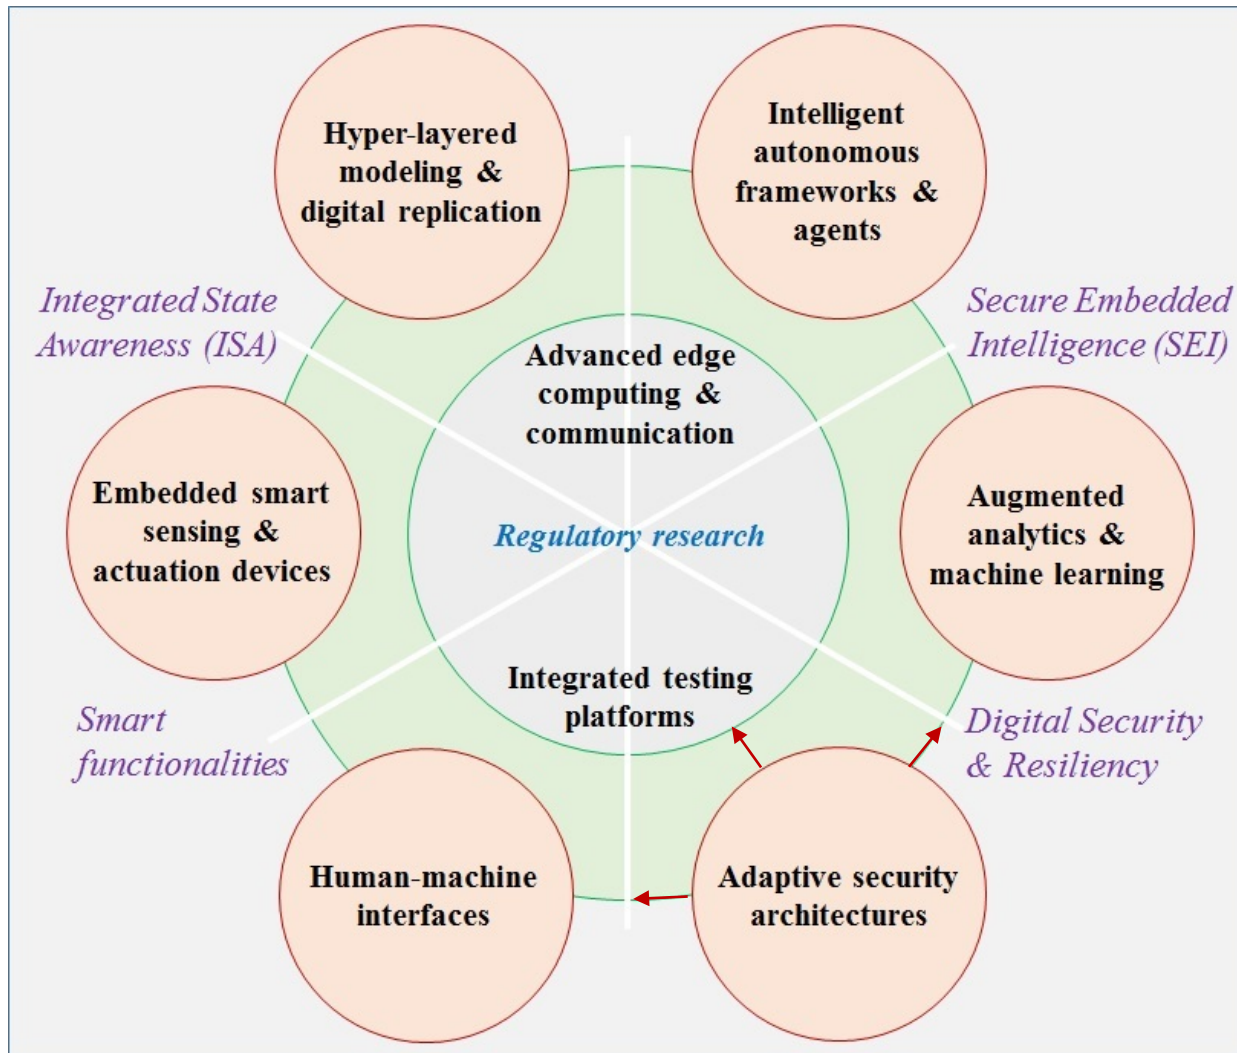 Hyper-layered
modeling &
digital replication
Intelligent
autonomous
frameworks &
agents
Integrated State
Awareness (ISA)
Secure Embedded
Intelligence (SEI)
Advanced edge
computing &
communication
Embedded smart
sensing &
actuation devices
Regulatory research
Augmented
analytics &
machine learning
Integrated testing
platforms
Smart
functionalities
Digital Security
& Resiliency
Human-machine
interfaces
Adaptive security
architectures